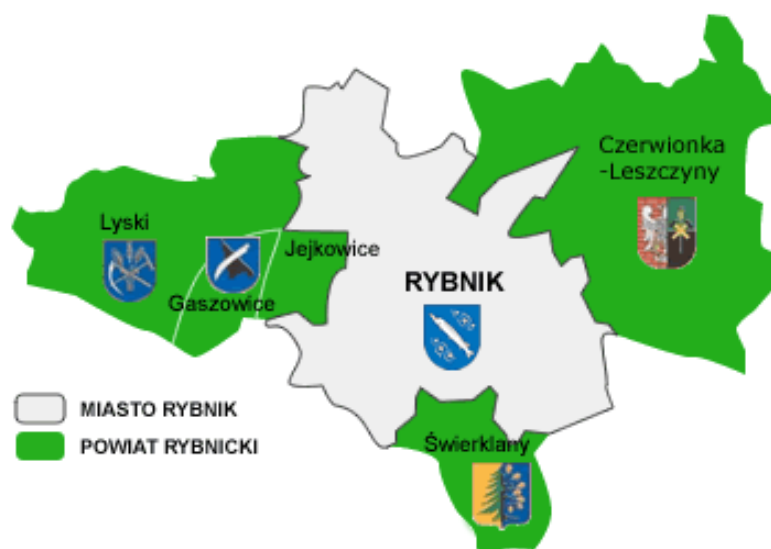 Czerwionka
-Leszczyny
Lyski
Jejkowice
Gaszowice
RYBNIK
MIASTO RYBNIK
POWIAT RYBNICKI
Świerklany